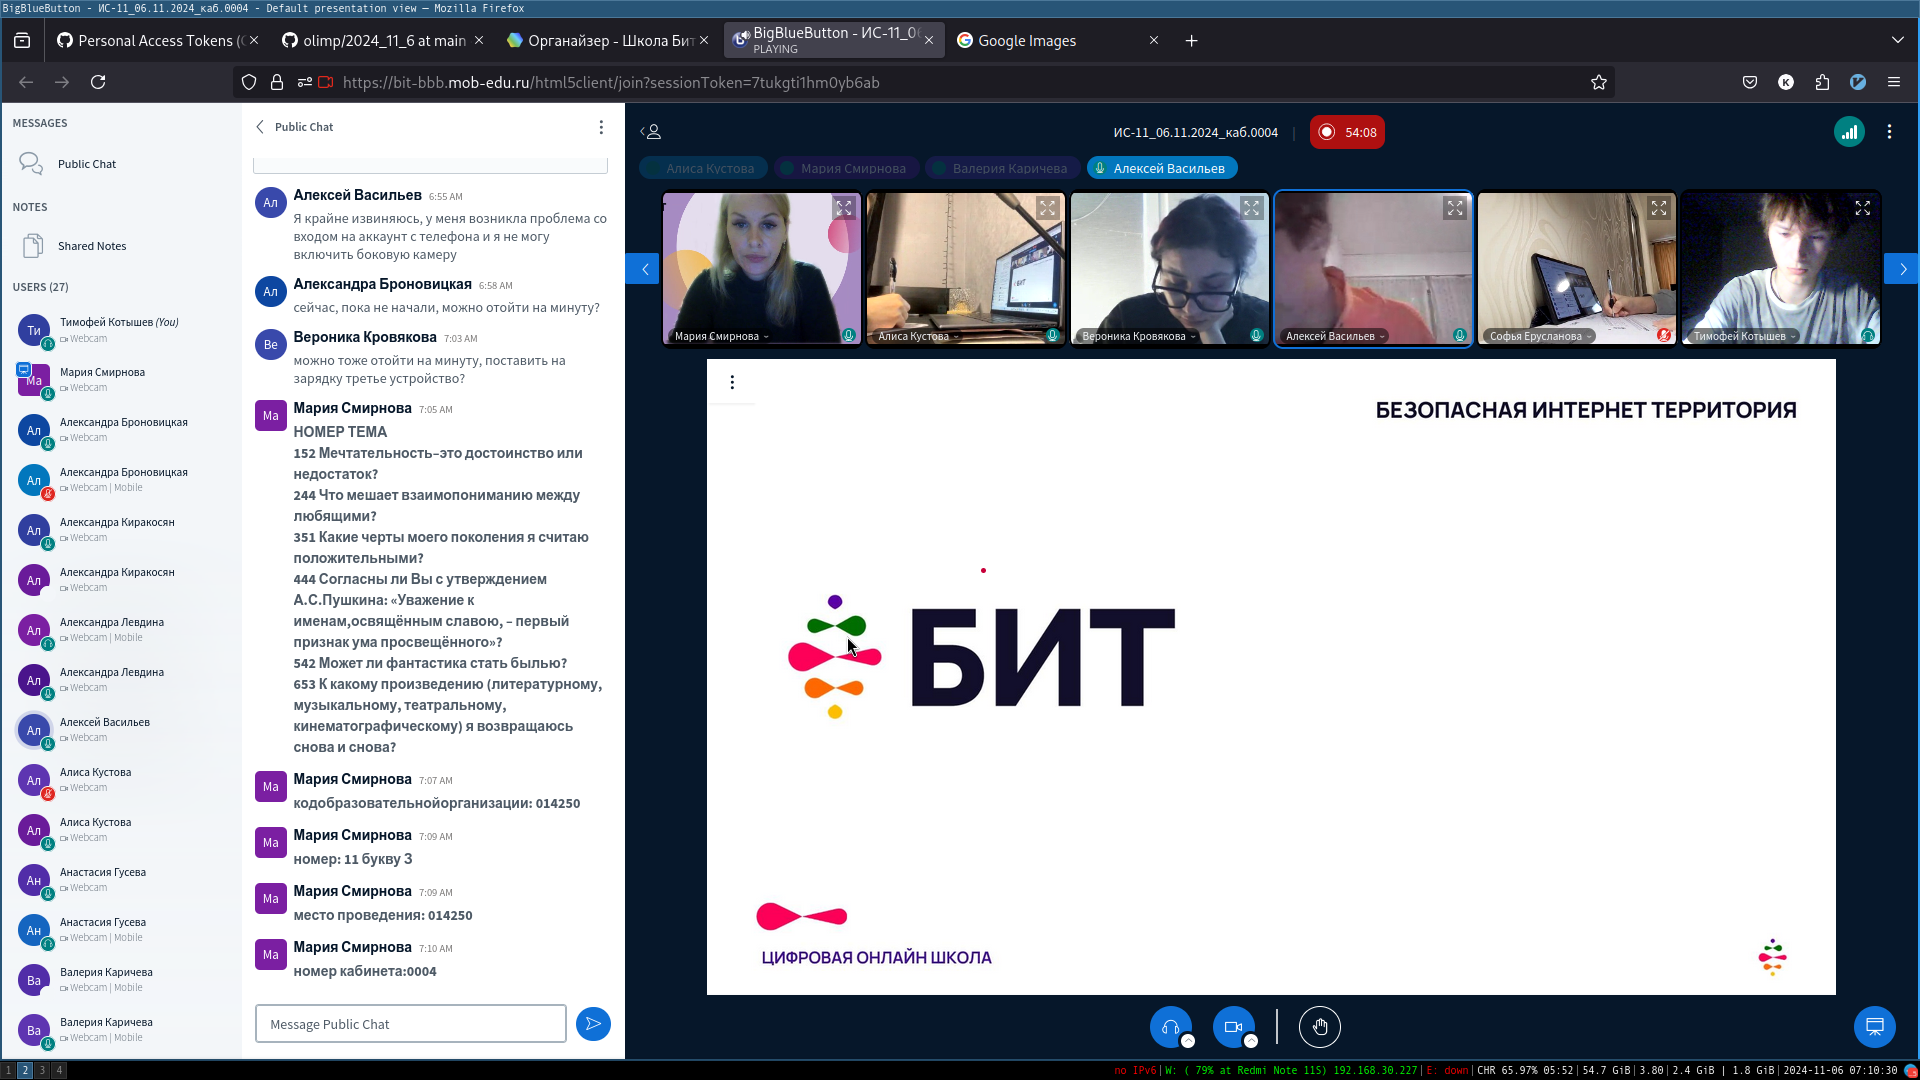 BigBlueButton - ИС-11_06.11.2024_каб.0004 - Default presentation view — Mozilla Firefox
Personal Access Tokens (
olimp/2024_11_6 at main
Органайзер - Школа Бит
BigBlueButton - ИС-11_06
PLAYING
Google Images
https://bit-bbb.mob-edu.ru/html5client/join?sessionToken=7tukgti1hm0yb6ab
K
MESSAGES
Public Chat
NOTES
Shared Notes
USERS (27)
Ти
Тимофей Котышев (You)
Webcam
Ма
Мария Смирнова
Webcam
Ал
Александра Броновицкая
Webcam
Ал
Александра Броновицкая
Webcam | Mobile
Ал
Александра Киракосян
Webcam
Ал
Александра Киракосян
Webcam
Ал
Александра Левдина
Webcam | Mobile
Ал
Александра Левдина
Webcam
Ал
Алексей Васильев
Webcam
Ал
Алиса Кустова
Webcam
Ал
Алиса Кустова
Webcam
Ан
Анастасия Гусева
Webcam
Ан
Анастасия Гусева
Webcam | Mobile
Ва
Валерия Каричева
Webcam | Mobile
Ва
Валерия Каричева
Webcam | Mobile
Public Chat
Ал
Алексей Васильев 6:55 AM
Я крайне извиняюсь, у меня возникла проблема со
входом на аккаунт с телефона и я не могу
включить боковую камеру
Ал
Александра Броновицкая 6:58 AM
сейчас, пока не начали, можно отойти на минуту?
Ве
Вероника Кровякова 7:03 AM
можно тоже отойти на минуту, поставить на
зарядку третье устройство?
Ма
Мария Смирнова 7:05 AM
НОМЕР ТЕМА
152 Мечтательность–это достоинство или
недостаток?
244 Что мешает взаимопониманию между
любящими?
351 Какие черты моего поколения я считаю
положительными?
444 Согласны ли Вы с утверждением
А.С.Пушкина: «Уважение к
именам,освящённым славою, – первый
признак ума просвещённого»?
542 Может ли фантастика стать былью?
653 К какому произведению (литературному,
музыкальному, театральному,
кинематографическому) я возвращаюсь
снова и снова?
Ма
Мария Смирнова 7:07 AM
кодобразовательнойорганизации: 014250
Ма
Мария Смирнова 7:09 AM
номер: 11 букву З
Ма
Мария Смирнова 7:09 AM
место проведения: 014250
Ма
Мария Смирнова 7:10 AM
номер кабинета:0004
Message Public Chat
ИС-11_06.11.2024_каб.0004
54:08
Алиса Кустова
Мария Смирнова
Валерия Каричева
Алексей Васильев
Мария Смирнова
Алиса Кустова
Вероника Кровякова
Алексей Васильев
Софья Ерусланова
Тимофей Котышев
БЕЗОПАСНАЯ ИНТЕРНЕТ ТЕРРИТОРИЯ
БИТ
ЦИФРОВАЯ ОНЛАЙН ШКОЛА
1 2 3 4
no IPv6|W: ( 79% at Redmi Note 11S) 192.168.30.227|E: down|CHR 65.97% 05:52|54.7 GiB|3.80|2.4 GiB | 1.8 GiB|2024-11-06 07:10:30